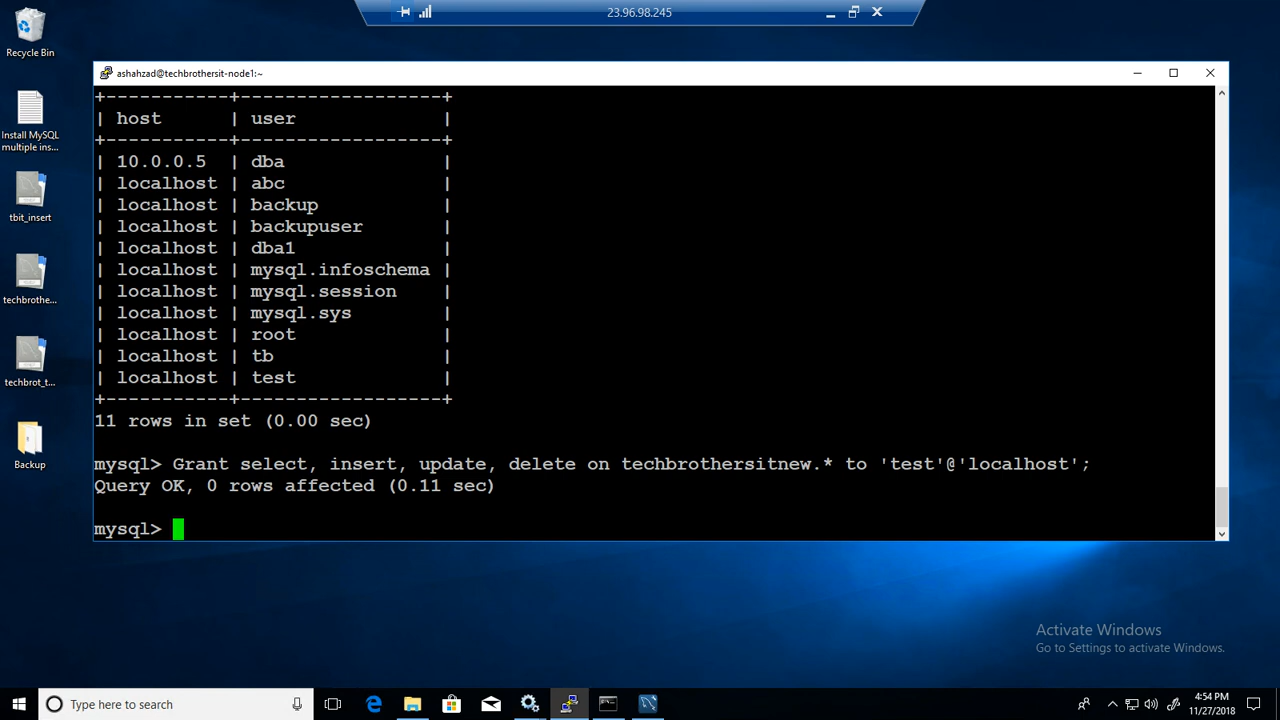 23.96.98.245
Recycle Bin
Install MySQL
multiple ins...
tbit_insert
techbrothe...
techbrot_t...
Backup
ashahzad@techbrothersit-node1:~
+-----------+------------------+
| host      | user             |
+-----------+------------------+
| 10.0.0.5  | dba              |
| localhost | abc              |
| localhost | backup           |
| localhost | backupuser       |
| localhost | dba1             |
| localhost | mysql.infoschema |
| localhost | mysql.session    |
| localhost | mysql.sys        |
| localhost | root             |
| localhost | tb               |
| localhost | test             |
+-----------+------------------+
11 rows in set (0.00 sec)
mysql> Grant select, insert, update, delete on techbrothersitnew.* to 'test'@'localhost';
Query OK, 0 rows affected (0.11 sec)
mysql>
Activate Windows
Go to Settings to activate Windows.
Type here to search
4:54 PM
11/27/2018